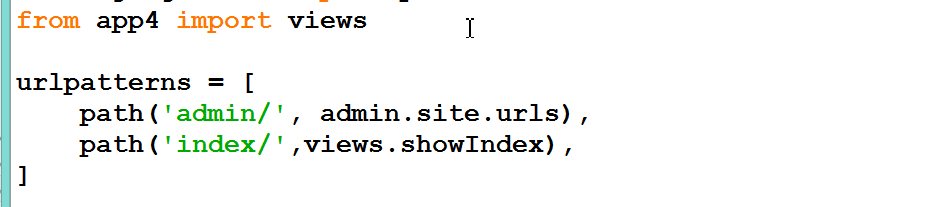 from app4 import views
urlpatterns = [
    path('admin/', admin.site.urls),
    path('index/',views.showIndex),
]